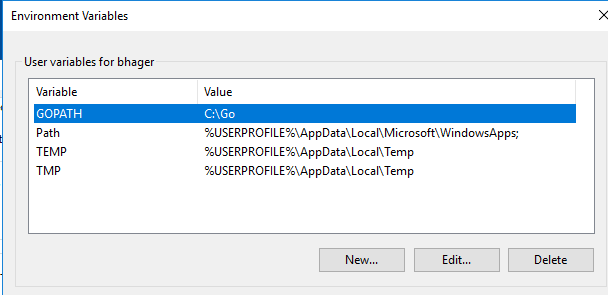 Environment Variables
User variables for bhager
Variable Value
GOPATH C:\Go
Path %USERPROFILE%\AppData\Local\Microsoft\WindowsApps;
TEMP %USERPROFILE%\AppData\Local\Temp
TMP %USERPROFILE%\AppData\Local\Temp
New... Edit... Delete